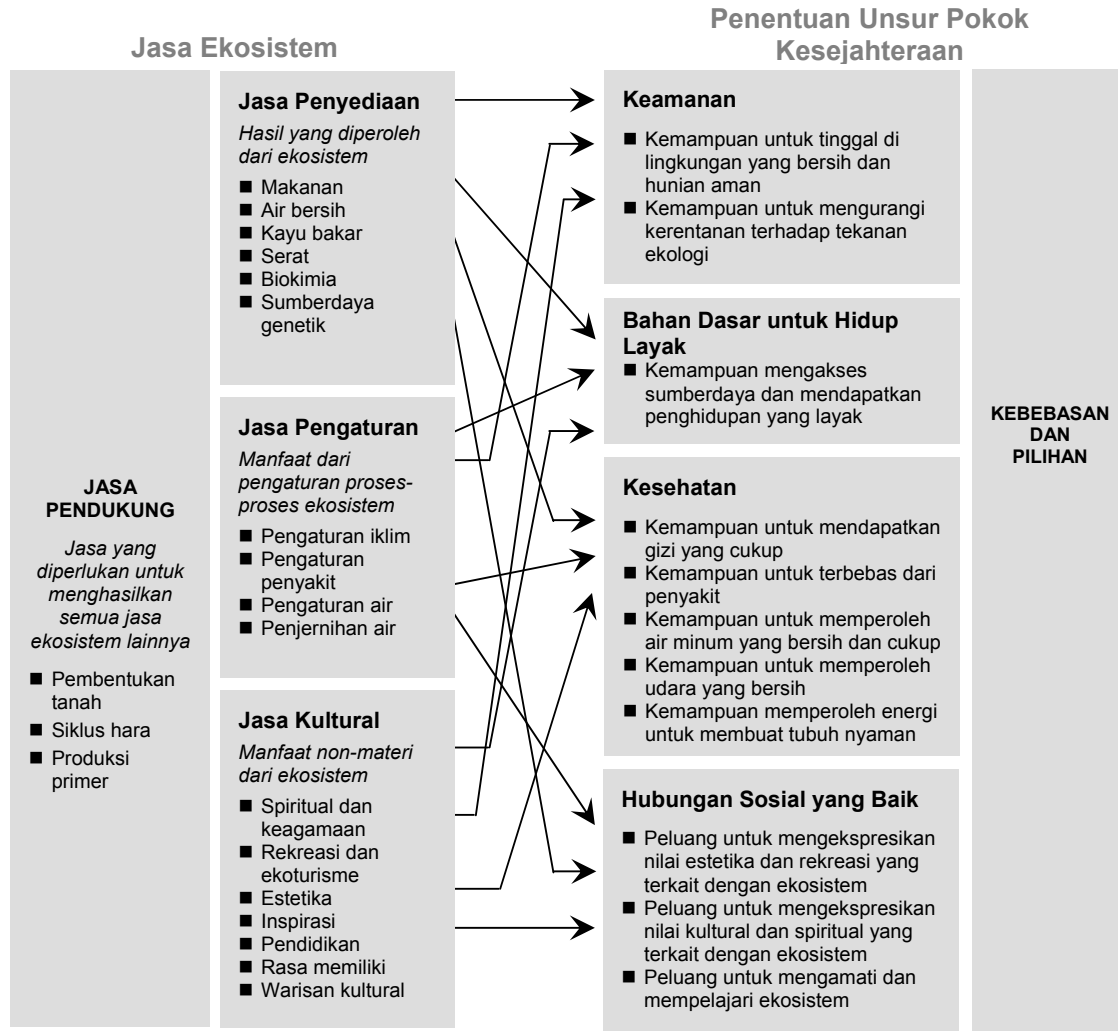 Jasa Ekosistem
Penentuan Unsur Pokok
Kesejahteraan
JASA
PENDUKUNG
Jasa yang
diperlukan untuk
menghasilkan
semua jasa
ekosistem lainnya
■ Pembentukan
tanah
■ Siklus hara
■ Produksi
primer
Jasa Penyediaan
Hasil yang diperoleh
dari ekosistem
■ Makanan
■ Air bersih
■ Kayu bakar
■ Serat
■ Biokimia
■ Sumberdaya
genetik
Jasa Pengaturan
Manfaat dari
pengaturan proses-
proses ekosistem
■ Pengaturan iklim
■ Pengaturan
penyakit
■ Pengaturan air
■ Penjernihan air
Jasa Kultural
Manfaat non-materi
dari ekosistem
■ Spiritual dan
keagamaan
■ Rekreasi dan
ekoturisme
■ Estetika
■ Inspirasi
■ Pendidikan
■ Rasa memiliki
■ Warisan kultural
Keamanan
■ Kemampuan untuk tinggal di
lingkungan yang bersih dan
hunian aman
■ Kemampuan untuk mengurangi
kerentanan terhadap tekanan
ekologi
Bahan Dasar untuk Hidup
Layak
■ Kemampuan mengakses
sumberdaya dan mendapatkan
penghidupan yang layak
Kesehatan
■ Kemampuan untuk mendapatkan
gizi yang cukup
■ Kemampuan untuk terbebas dari
penyakit
■ Kemampuan untuk memperoleh
air minum yang bersih dan cukup
■ Kemampuan untuk memperoleh
udara yang bersih
■ Kemampuan memperoleh energi
untuk membuat tubuh nyaman
Hubungan Sosial yang Baik
■ Peluang untuk mengekspresikan
nilai estetika dan rekreasi yang
terkait dengan ekosistem
■ Peluang untuk mengekspresikan
nilai kultural dan spiritual yang
terkait dengan ekosistem
■ Peluang untuk mengamati dan
mempelajari ekosistem
KEBEBASAN
DAN
PILIHAN